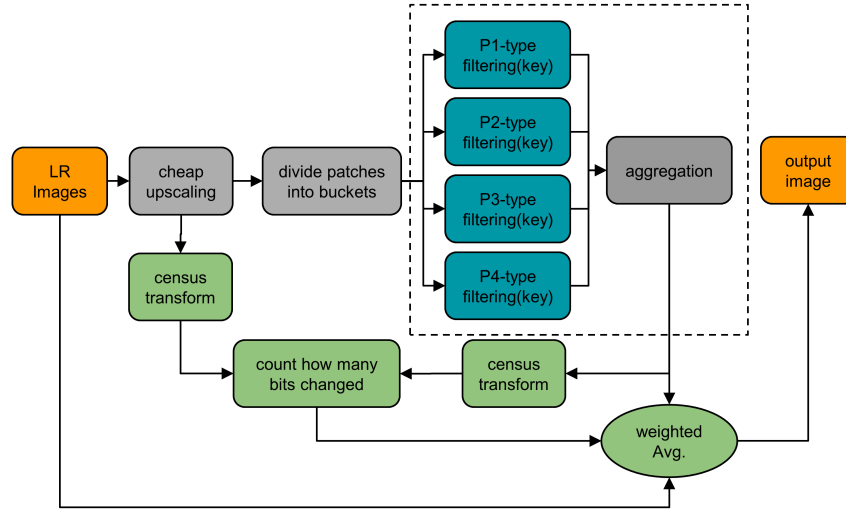 LR
Images
cheap
upscaling
divide patches
into buckets
P1-type
filtering(key)
P2-type
filtering(key)
P3-type
filtering(key)
P4-type
filtering(key)
aggregation
output
image
census
transform
count how many
bits changed
census
transform
weighted
Avg.